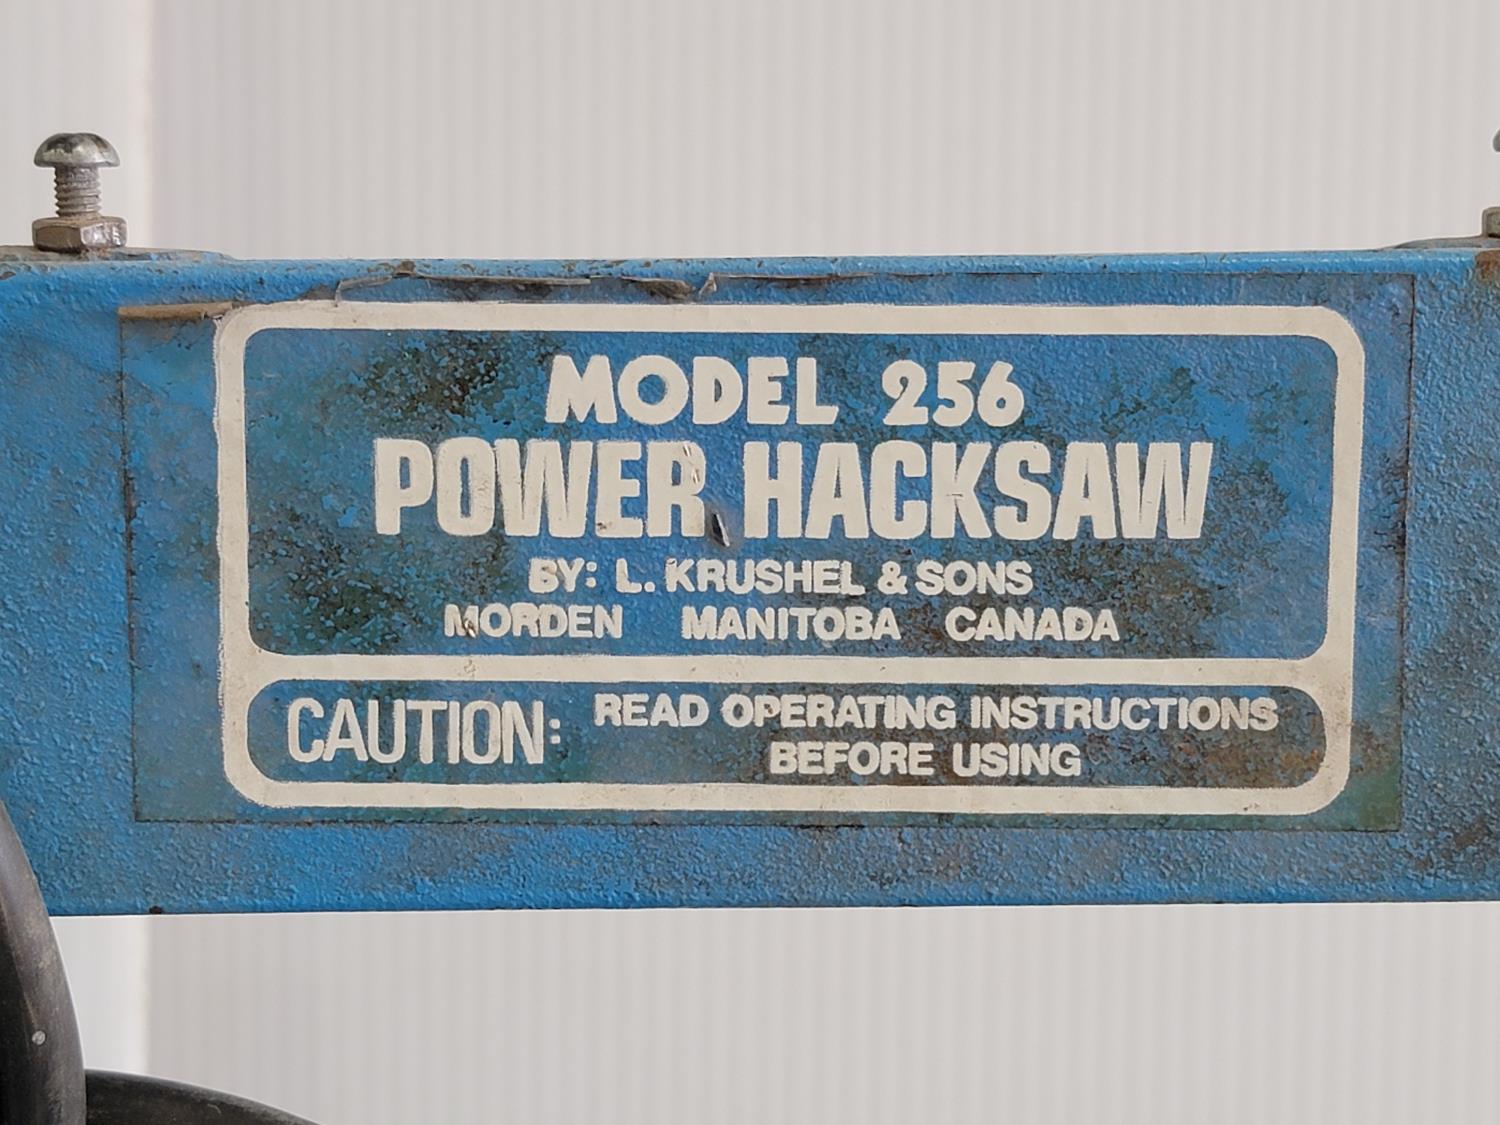 MODEL 256
POWER HACKSAW
BY: L. KRUSHEL & SONS
MORDEN MANITOBA CANADA
CAUTION: READ OPERATING INSTRUCTIONS
BEFORE USING